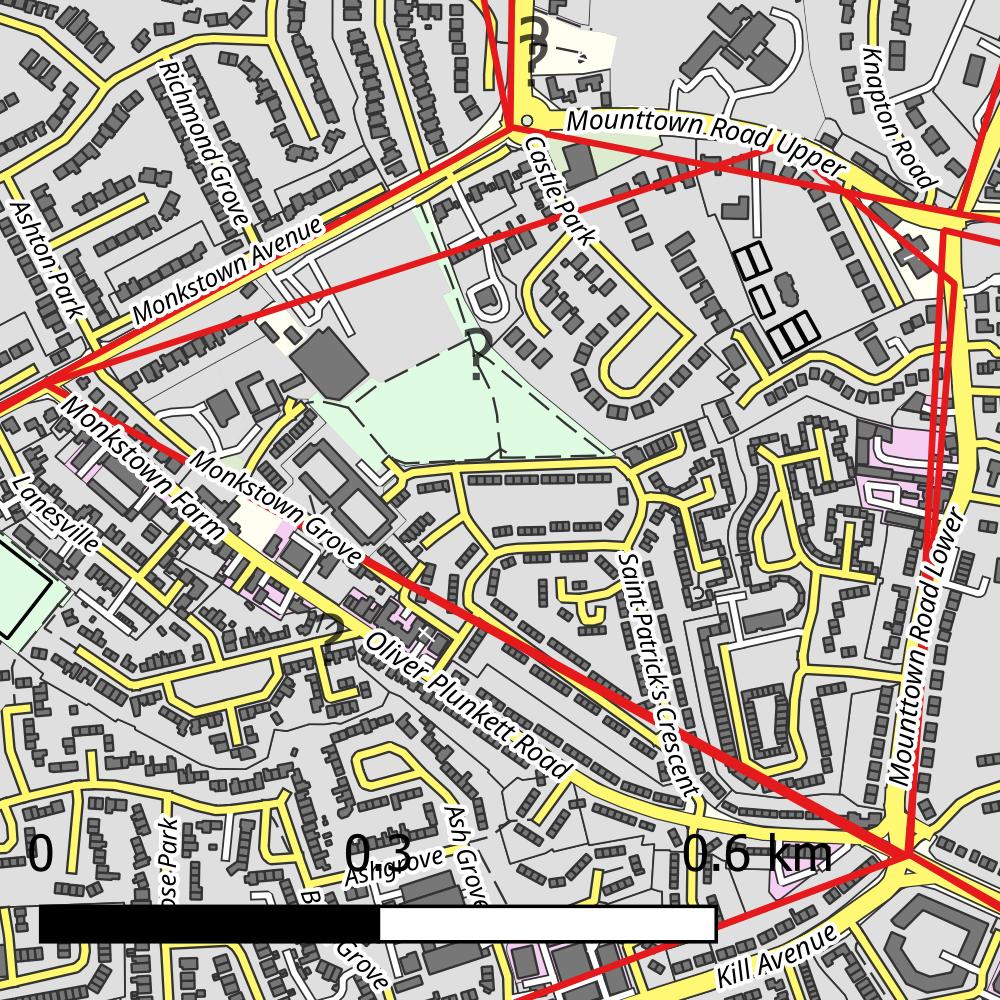 Mounttown Road Upper
Knapton Road
Richmond Grove
Castle Park
Ashton Park
Monkstown Avenue
Monkstown Farm
Monkstown Grove
Lanesville
Saint Patrick's Crescent
Mounttown Road Lower
Oliver Plunkett Road
Ash Grove
Ashgrove
0
0.3
0.6 km
Grove
Kill Avenue